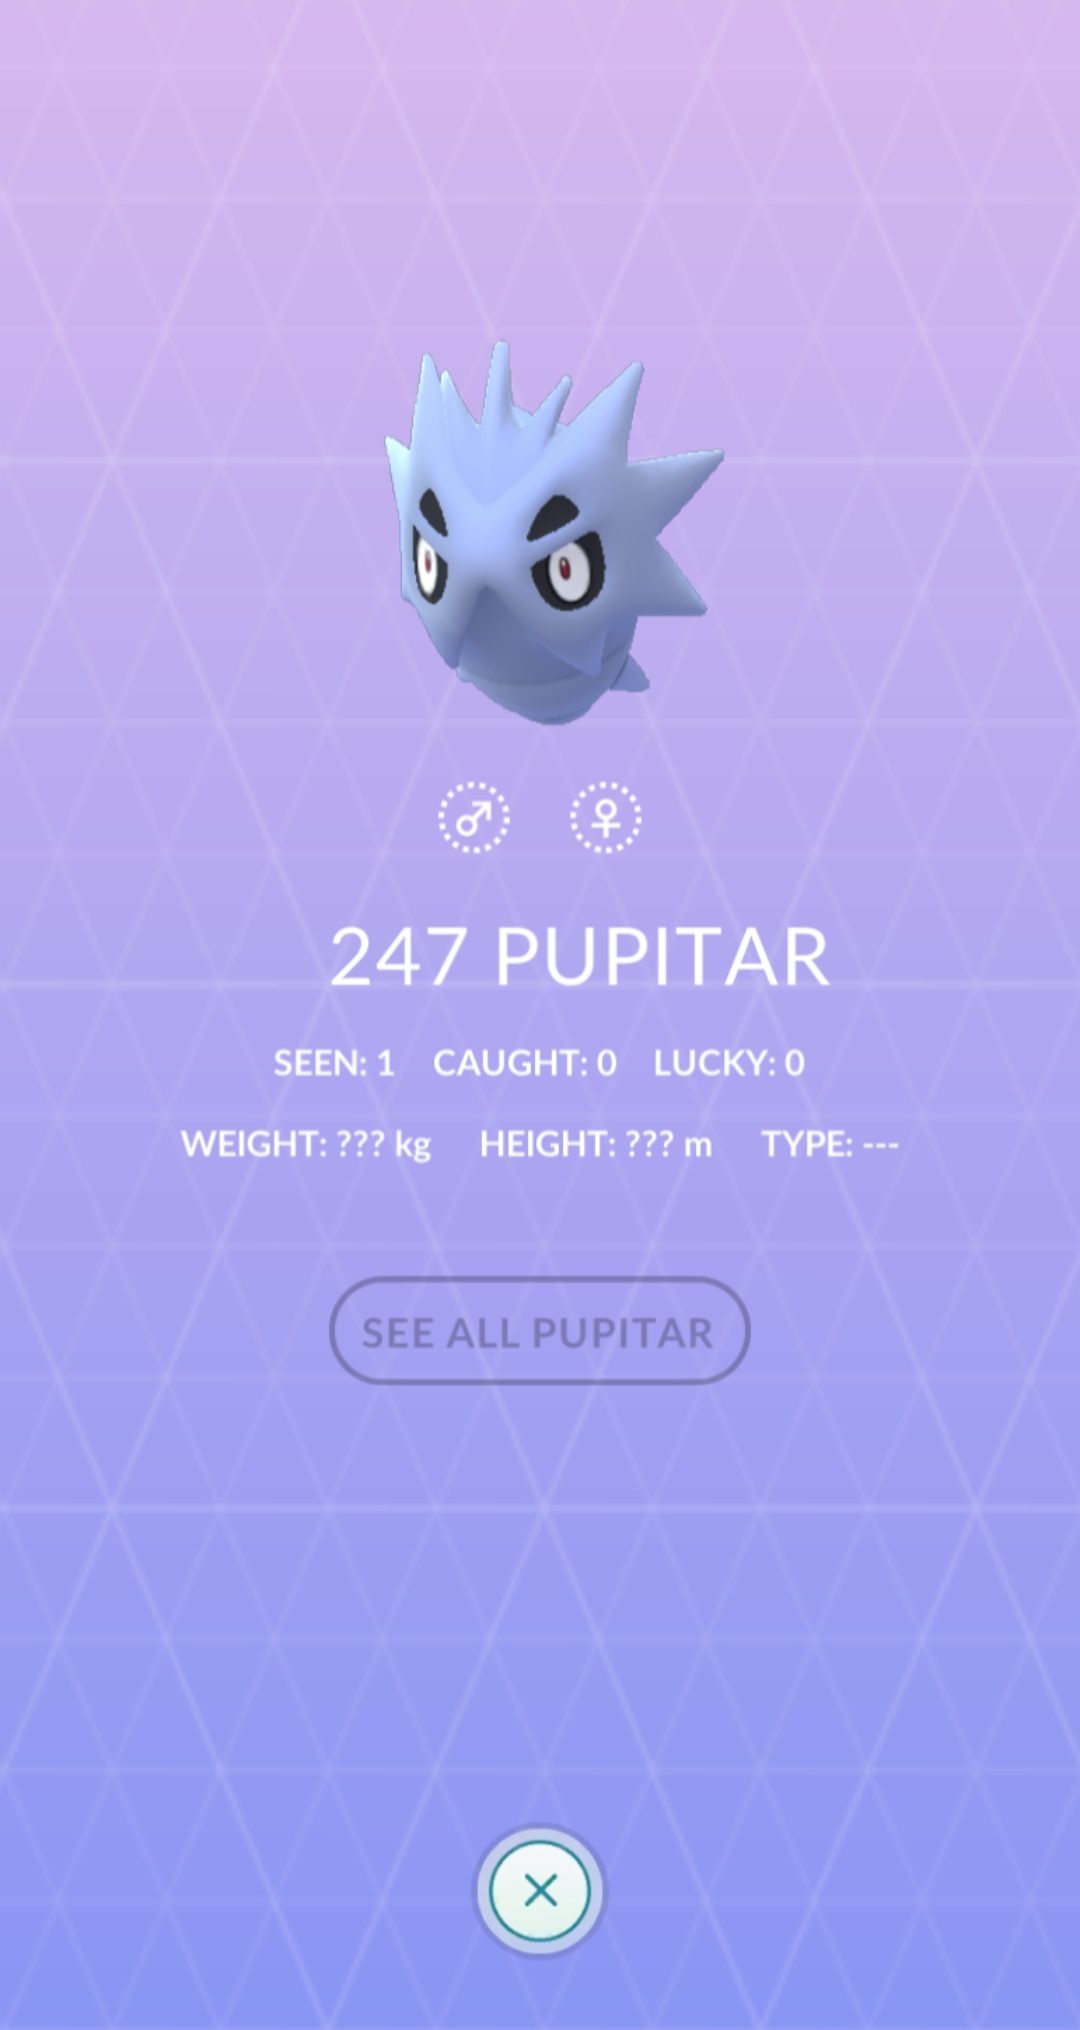 247 PUPITAR
SEEN: 1 CAUGHT: 0 LUCKY: 0
WEIGHT: ??? kg HEIGHT: ??? m TYPE: ---
SEE ALL PUPITAR